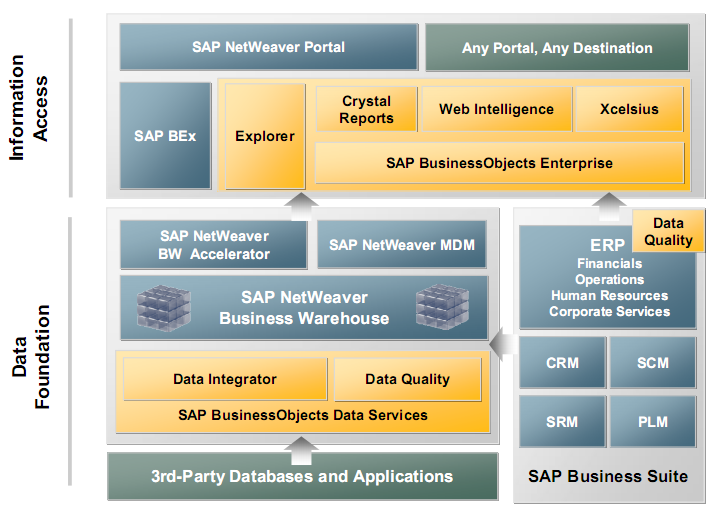 Information
Access
SAP NetWeaver Portal
Any Portal, Any Destination
SAP BEx
Explorer
Crystal
Reports
Web Intelligence
Xcelsius
SAP BusinessObjects Enterprise
Data
Foundation
SAP NetWeaver
BW Accelerator
SAP NetWeaver MDM
SAP NetWeaver
Business Warehouse
Data Integrator
Data Quality
SAP BusinessObjects Data Services
3rd-Party Databases and Applications
Data
Quality
ERP
Financials
Operations
Human Resources
Corporate Services
CRM
SCM
SRM
PLM
SAP Business Suite